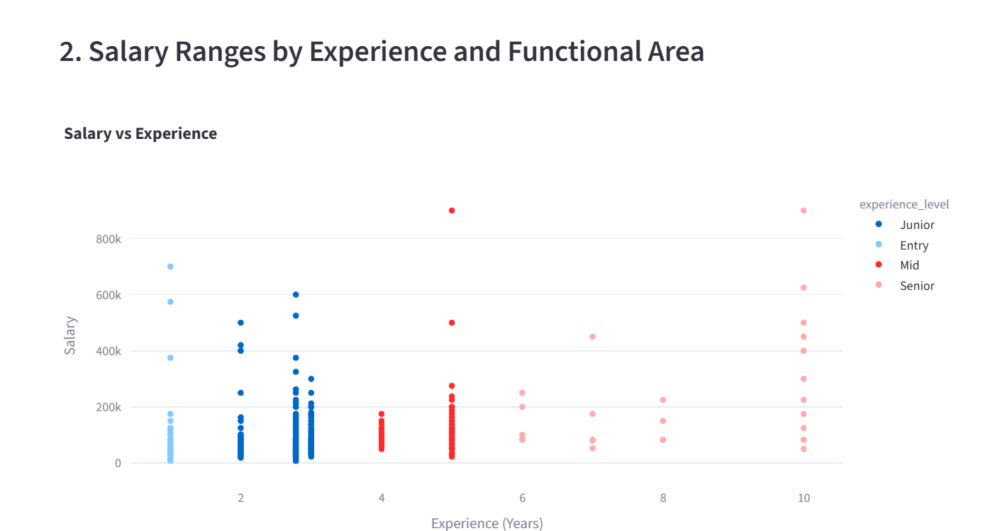 2. Salary Ranges by Experience and Functional Area
Salary vs Experience
experience_level
Junior
Entry
Mid
Senior
800k
600k
400k
200k
0
Salary
2
4
6
8
10
Experience (Years)